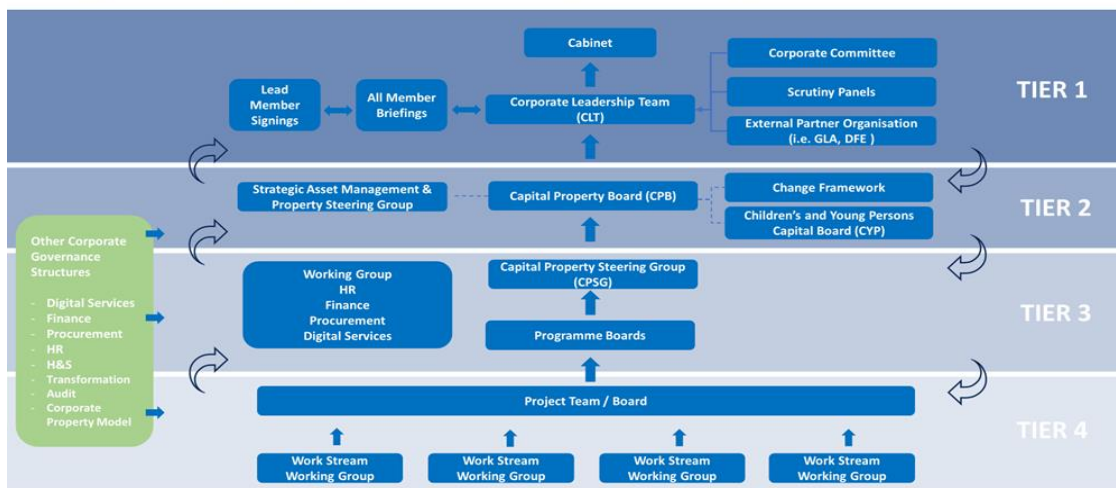 Cabinet
Corporate Committee
Lead
Member
Signings
All Member
Briefings
Corporate Leadership Team
(CLT)
Scrutiny Panels
External Partner Organisation
(i.e. GLA, DFE )
TIER 1
Strategic Asset Management &
Property Steering Group
Capital Property Board (CPB)
Change Framework
Children's and Young Persons
Capital Board (CYP)
TIER 2
Other Corporate
Governance
Structures
- Digital Services
- Finance
- Procurement
- HR
- H&S
- Transformation
- Audit
- Corporate
Property Model
Working Group
HR
Finance
Procurement
Digital Services
Capital Property Steering Group
(CPSG)
Programme Boards
TIER 3
Project Team / Board
TIER 4
Work Stream
Working Group
Work Stream
Working Group
Work Stream
Working Group
Work Stream
Working Group